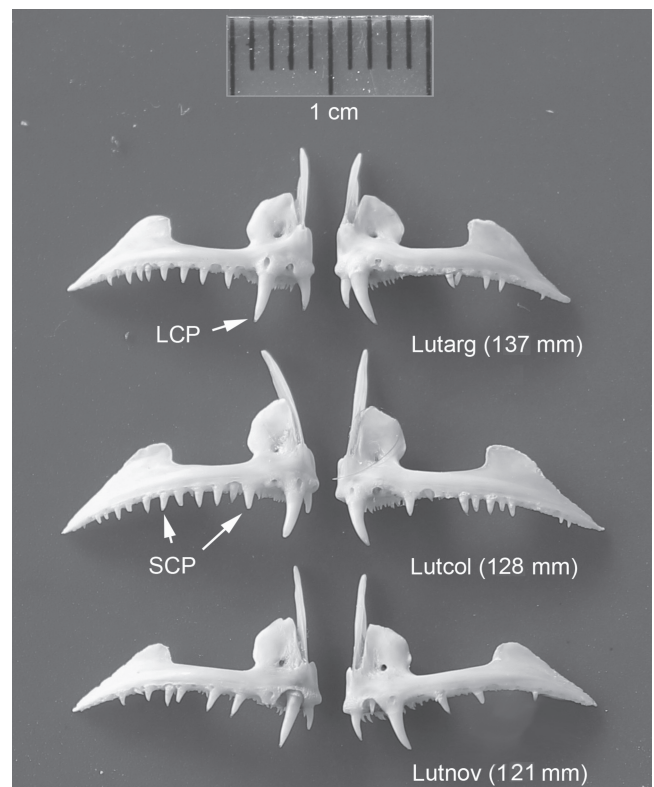 1 cm
LCP
Lutarg (137 mm)
SCP
Lutcol (128 mm)
Lutnov (121 mm)